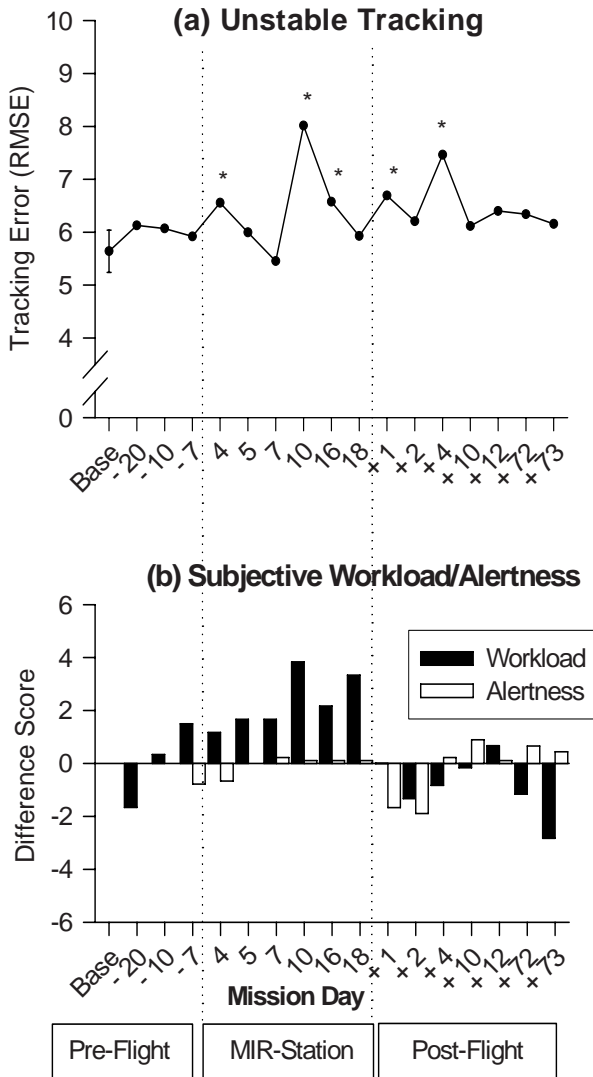 (a) Unstable Tracking
Tracking Error (RMSE)
10
9
8
7
6
5
4
0
* * * * *
Base -20 -10 -7 4 5 7 10 16 18 +1 +2 +4 +10 +12 +72 +73
(b) Subjective Workload/Alertness
Difference Score
6
4
2
0
-2
-4
-6
Workload
Alertness
Base -20 -10 -7 4 5 7 10 16 18 +1 +2 +4 +10 +12 +72 +73
Mission Day
Pre-Flight MIR-Station Post-Flight